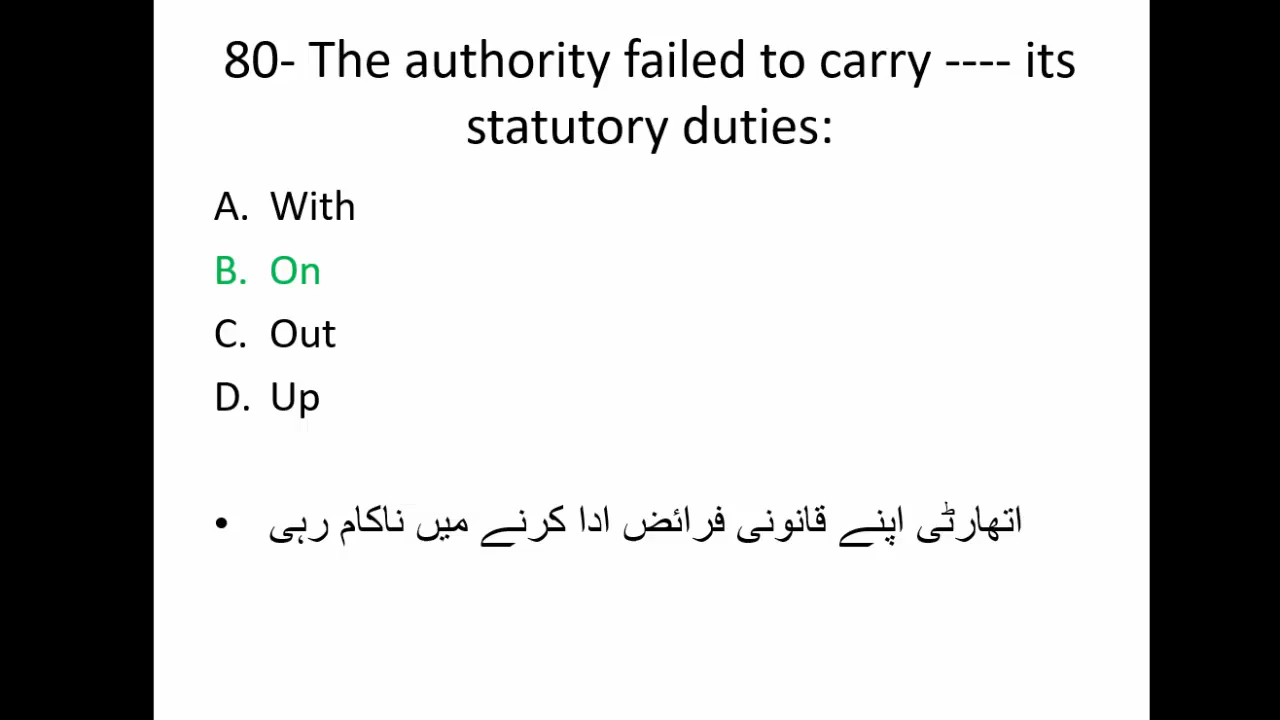 80- The authority failed to carry ---- its
statutory duties:
A. With
B. On
C. Out
D. Up
• اتھارٹی اپنے قانونی فرائض ادا کرنے میں ناکام رہی